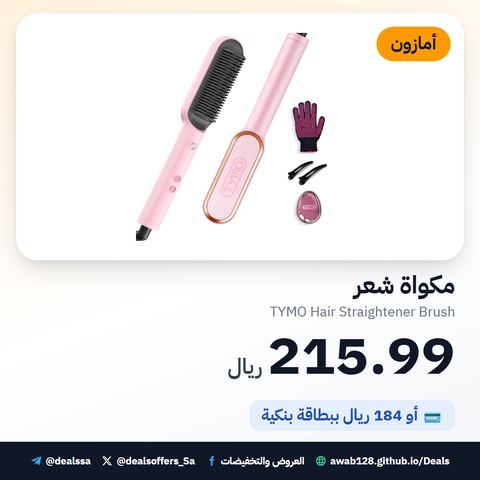 أمازون
TYMO
TYMO
مكواة شعر
TYMO Hair Straightener Brush
215.99 ريال
أو 184 ريال ببطاقة بنكية
@dealssa @dealsoffers_Sa العروض والتخفيضات awab128.github.io/Deals